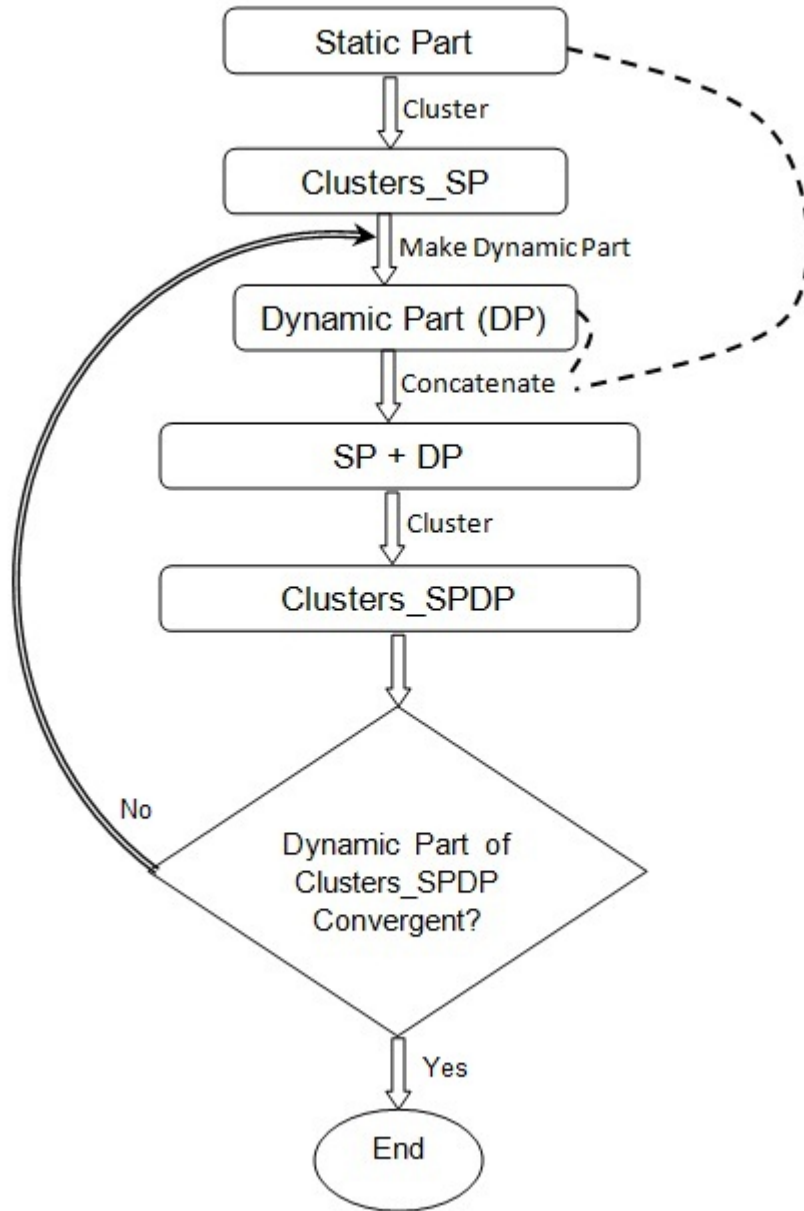 Static Part
Cluster
Clusters_SP
Make Dynamic Part
Dynamic Part (DP)
Concatenate
SP + DP
Cluster
Clusters_SPDP
No
Dynamic Part of
Clusters_SPDP
Convergent?
Yes
End